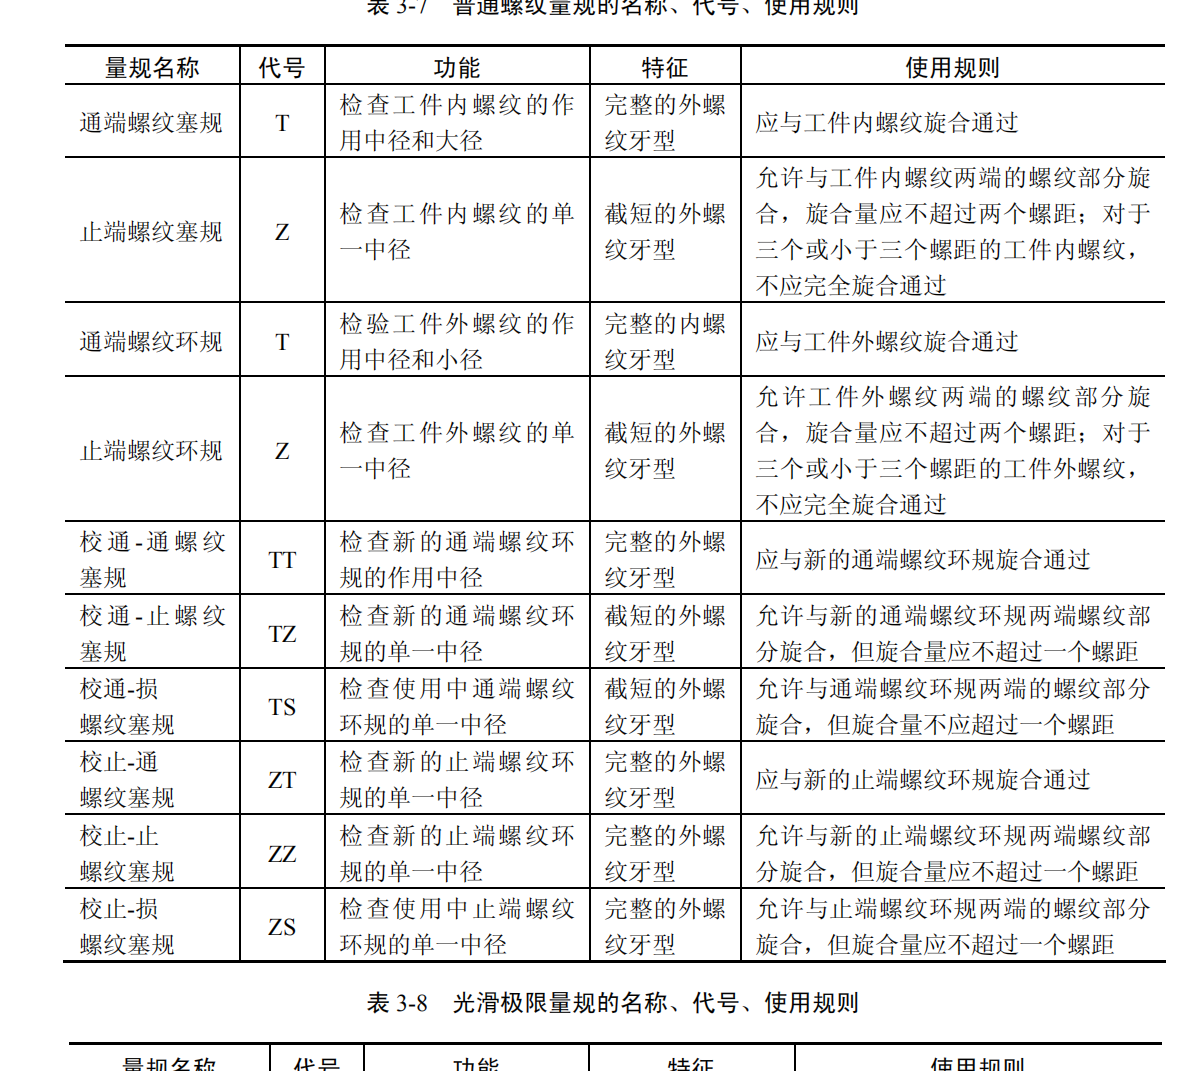 表 3-7 普通螺纹量规的名称、代号、使用规则
量规名称 代号 功能 特征 使用规则
通端螺纹塞规 T 检查工件内螺纹的作 完整的外螺 应与工件内螺纹旋合通过
用中径和大径 纹牙型
止端螺纹塞规 Z 检查工件内螺纹的单 截短的外螺 允许与工件内螺纹两端的螺纹部分旋
一中径 纹牙型 合，旋合量应不超过两个螺距；对于
三个或小于三个螺距的工件内螺纹，
不应完全旋合通过
通端螺纹环规 T 检验工件外螺纹的作 完整的内螺 应与工件外螺纹旋合通过
用中径和小径 纹牙型
止端螺纹环规 Z 检查工件外螺纹的单 截短的外螺 允许工件外螺纹两端的螺纹部分旋
一中径 纹牙型 合，旋合量应不超过两个螺距；对于
三个或小于三个螺距的工件外螺纹，
不应完全旋合通过
校通-通螺纹 TT 检查新的通端螺纹环 完整的外螺 应与新的通端螺纹环规旋合通过
塞规 规的作用中径 纹牙型
校通-止螺纹 TZ 检查新的通端螺纹环 截短的外螺 允许与新的通端螺纹环规两端螺纹部
塞规 规的单一中径 纹牙型 分旋合，但旋合量应不超过一个螺距
校通-损 TS 检查使用中通端螺纹 截短的外螺 允许与通端螺纹环规两端的螺纹部分
螺纹塞规 环规的单一中径 纹牙型 旋合，但旋合量不应超过一个螺距
校止-通 ZT 检查新的止端螺纹环 完整的外螺 应与新的止端螺纹环规旋合通过
螺纹塞规 规的单一中径 纹牙型
校止-止 ZZ 检查新的止端螺纹环 完整的外螺 允许与新的止端螺纹环规两端螺纹部
螺纹塞规 规的单一中径 纹牙型 分旋合，但旋合量应不超过一个螺距
校止-损 ZS 检查使用中止端螺纹 完整的外螺 允许与止端螺纹环规两端的螺纹部分
螺纹塞规 环规的单一中径 纹牙型 旋合，但旋合量应不超过一个螺距
表 3-8 光滑极限量规的名称、代号、使用规则
量规名称 代号 功能 特征 使用规则